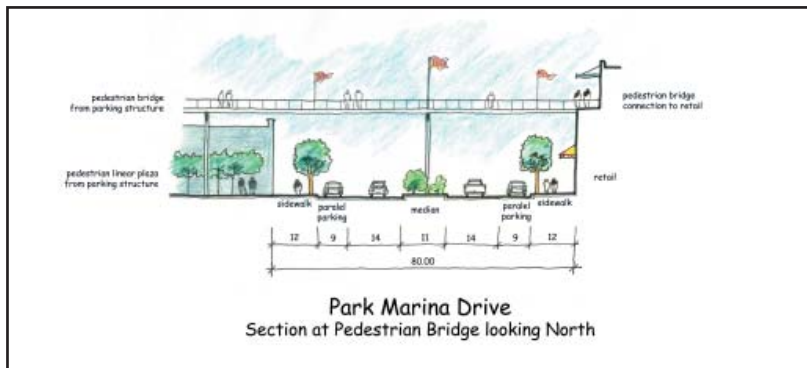 pedestrian bridge
from parking structure
pedestrian bridge
connection to retail
pedestrian linear plaza
from parking structure
retail
sidewalk
paralel
parking
median
paralel
parking
sidewalk
12
9
14
11
14
9
12
80.00
Park Marina Drive
Section at Pedestrian Bridge looking North